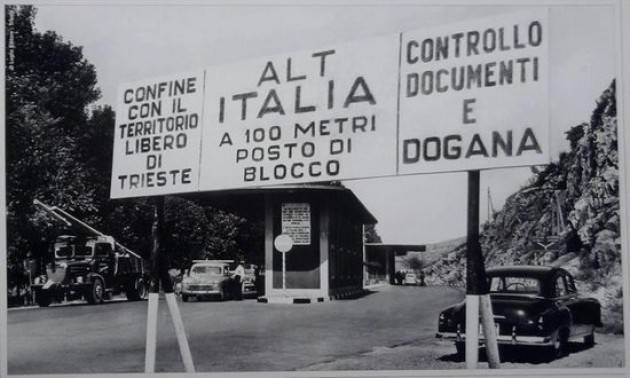 CONFINE
CON IL
TERRITORIO
LIBERO
DI
TRIESTE
ALT
ITALIA
A 100 METRI
POSTO DI
BLOCCO
CONTROLLO
DOCUMENTI
E
DOGANA